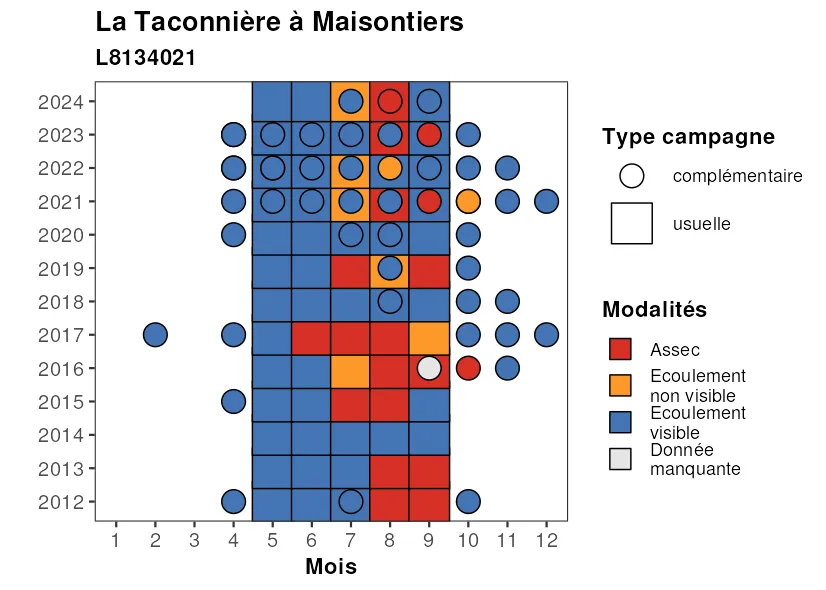 La Taconnière à Maisontiers
L8134021
2024
2023
2022
2021
2020
2019
2018
2017
2016
2015
2014
2013
2012
1 2 3 4 5 6 7 8 9 10 11 12
Mois
Type campagne
complémentaire
usuelle
Modalités
Assec
Ecoulement
non visible
Ecoulement
visible
Donnée
manquante